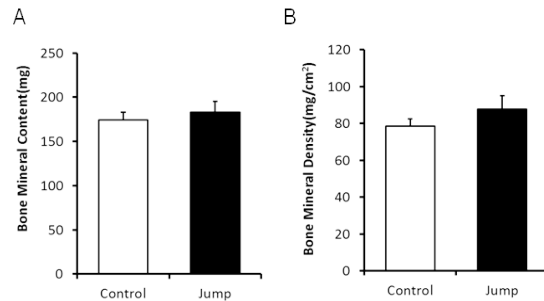 A
Bone Mineral Content(mg)
250
200
150
100
50
0
Control Jump
B
Bone Mineral Density(mg/cm²)
120
100
80
60
40
20
0
Control Jump